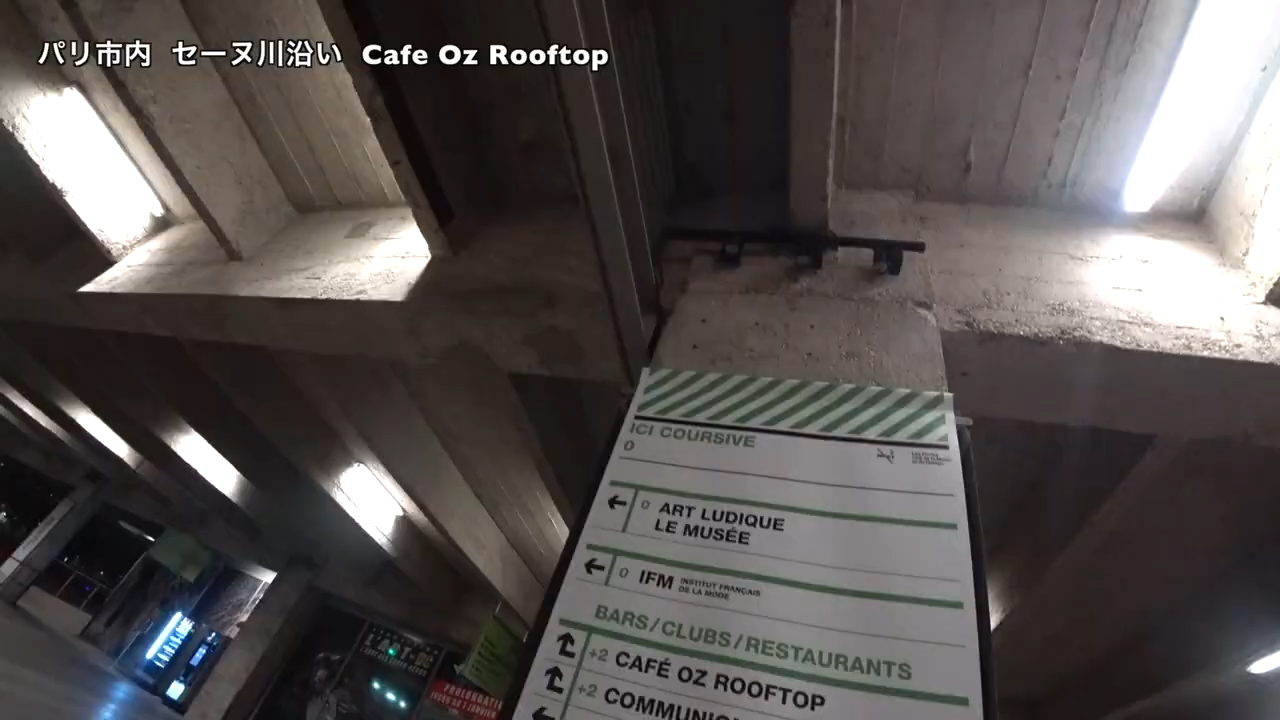 パリ市内 セーヌ川沿い Cafe Oz Rooftop
ICI COURSIVE
0
0 ART LUDIQUE
LE MUSÉE
0 IFM INSTITUT FRANÇAIS
DE LA MODE
BARS/CLUBS/RESTAURANTS
+2 CAFÉ OZ ROOFTOP
+2